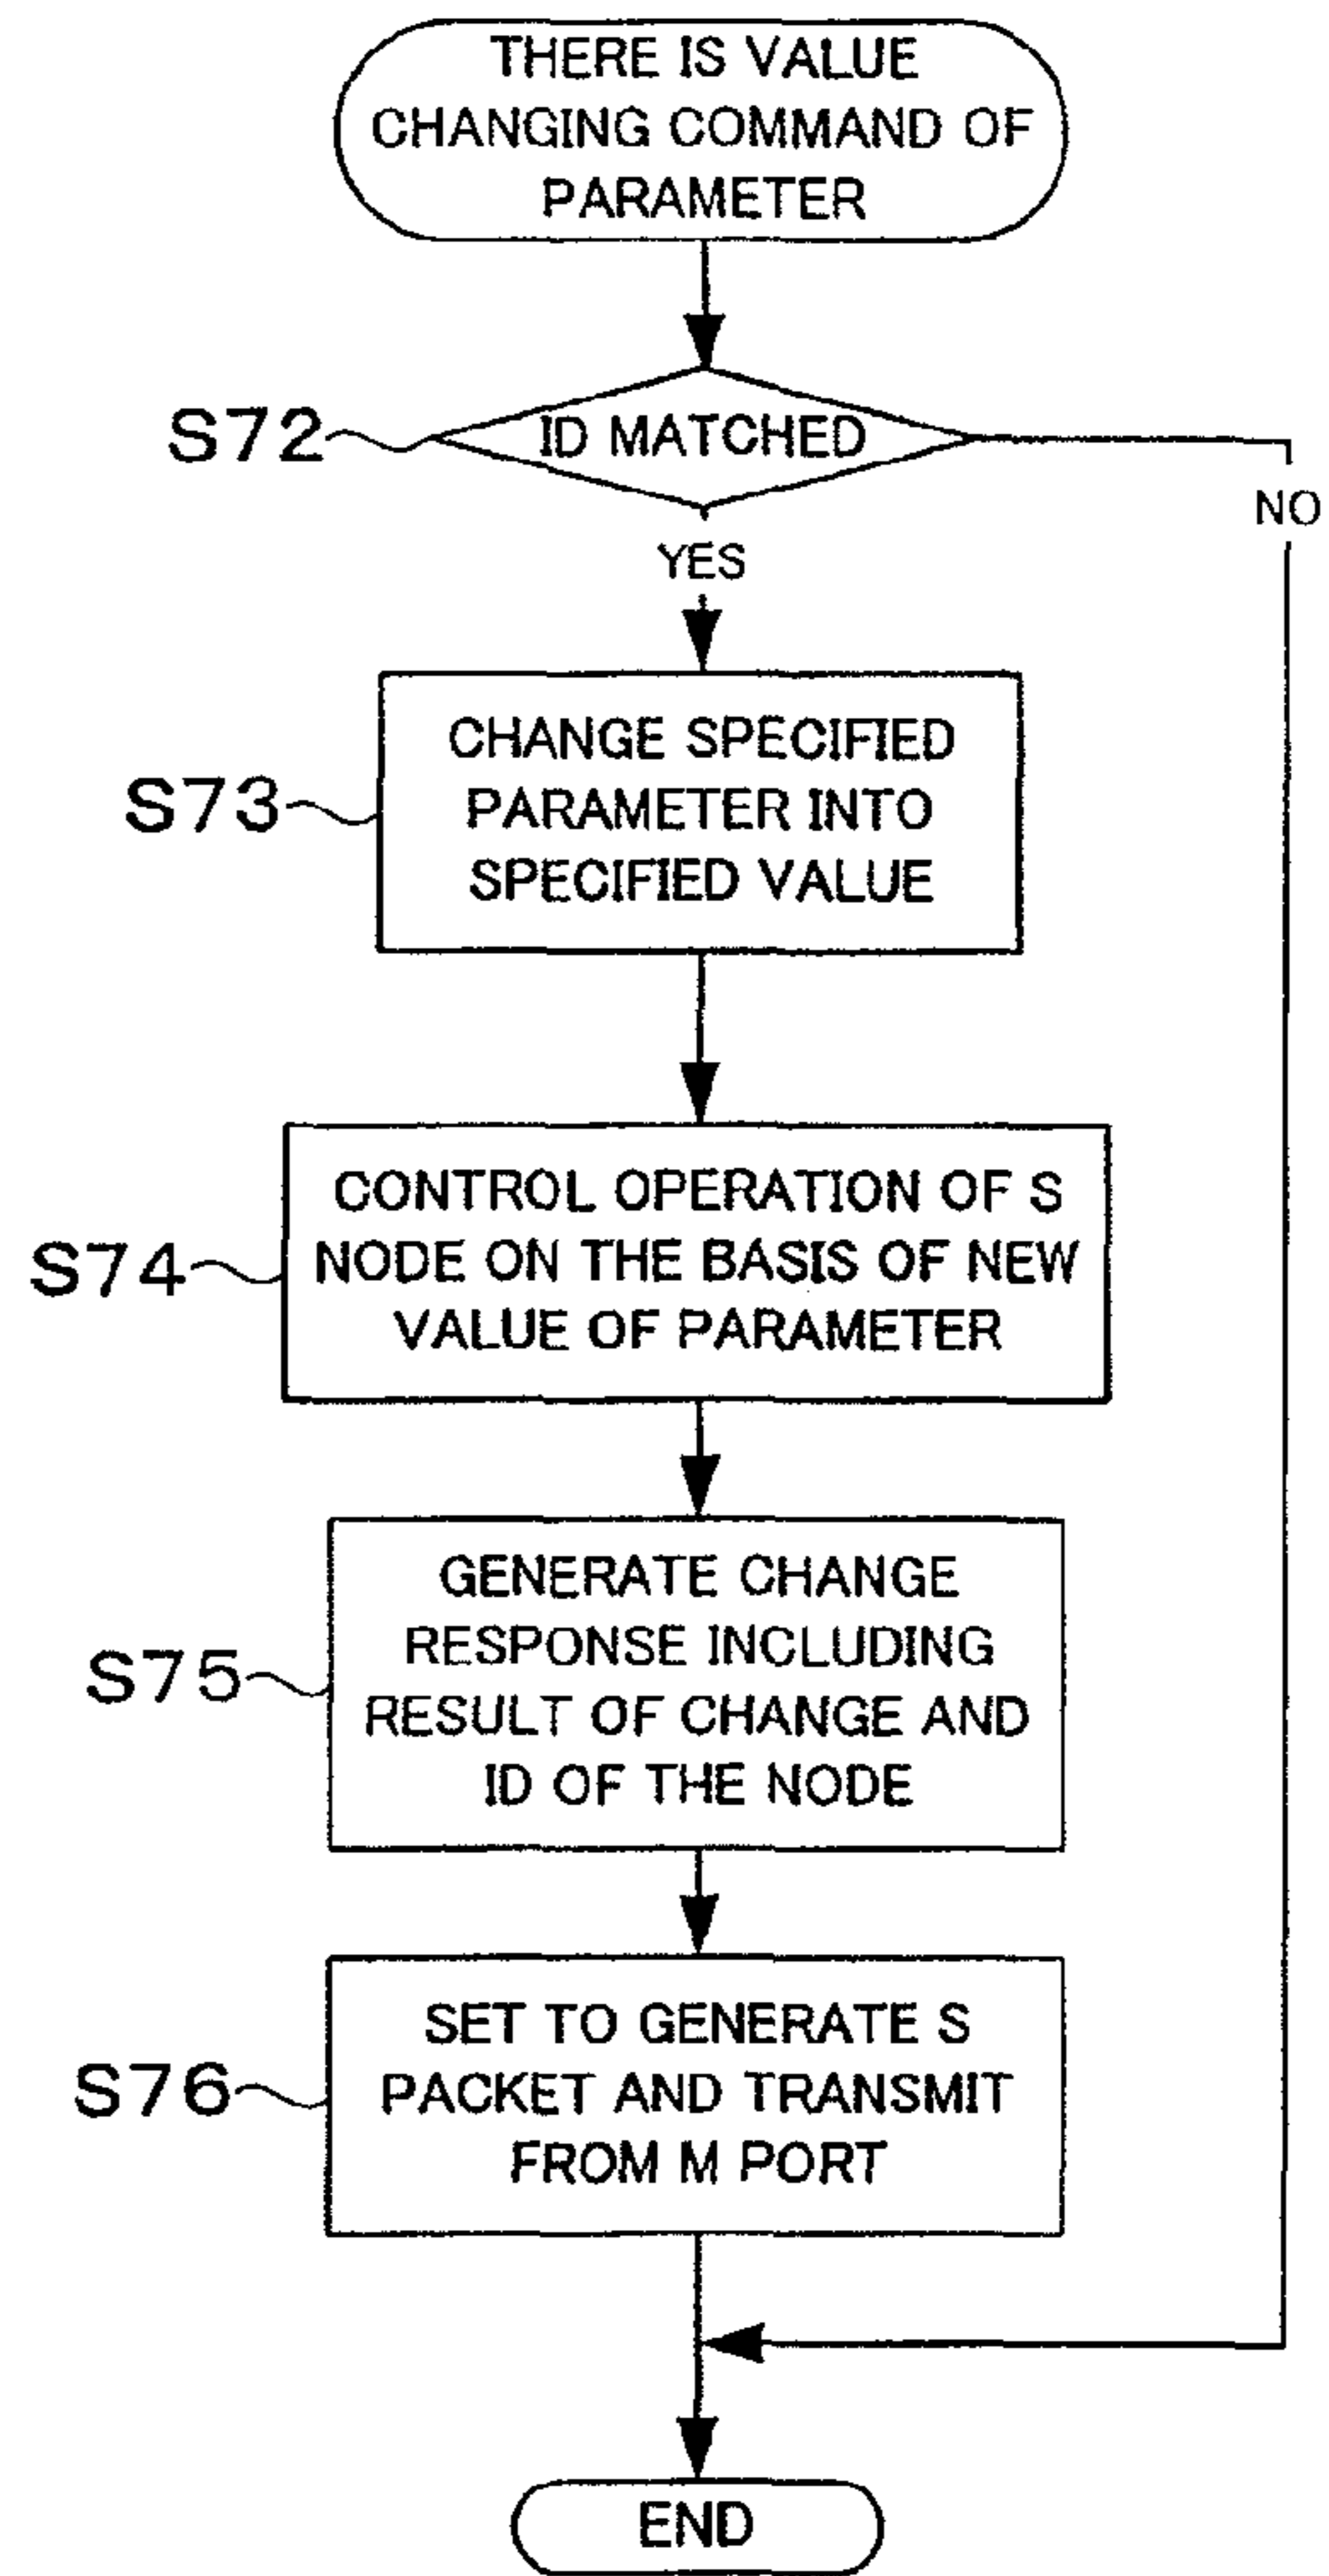 THERE IS VALUE
CHANGING COMMAND OF
PARAMETER
S72
ID MATCHED
NO
YES
S73
CHANGE SPECIFIED
PARAMETER INTO
SPECIFIED VALUE
S74
CONTROL OPERATION OF S
NODE ON THE BASIS OF NEW
VALUE OF PARAMETER
S75
GENERATE CHANGE
RESPONSE INCLUDING
RESULT OF CHANGE AND
ID OF THE NODE
S76
SET TO GENERATE S
PACKET AND TRANSMIT
FROM M PORT
END